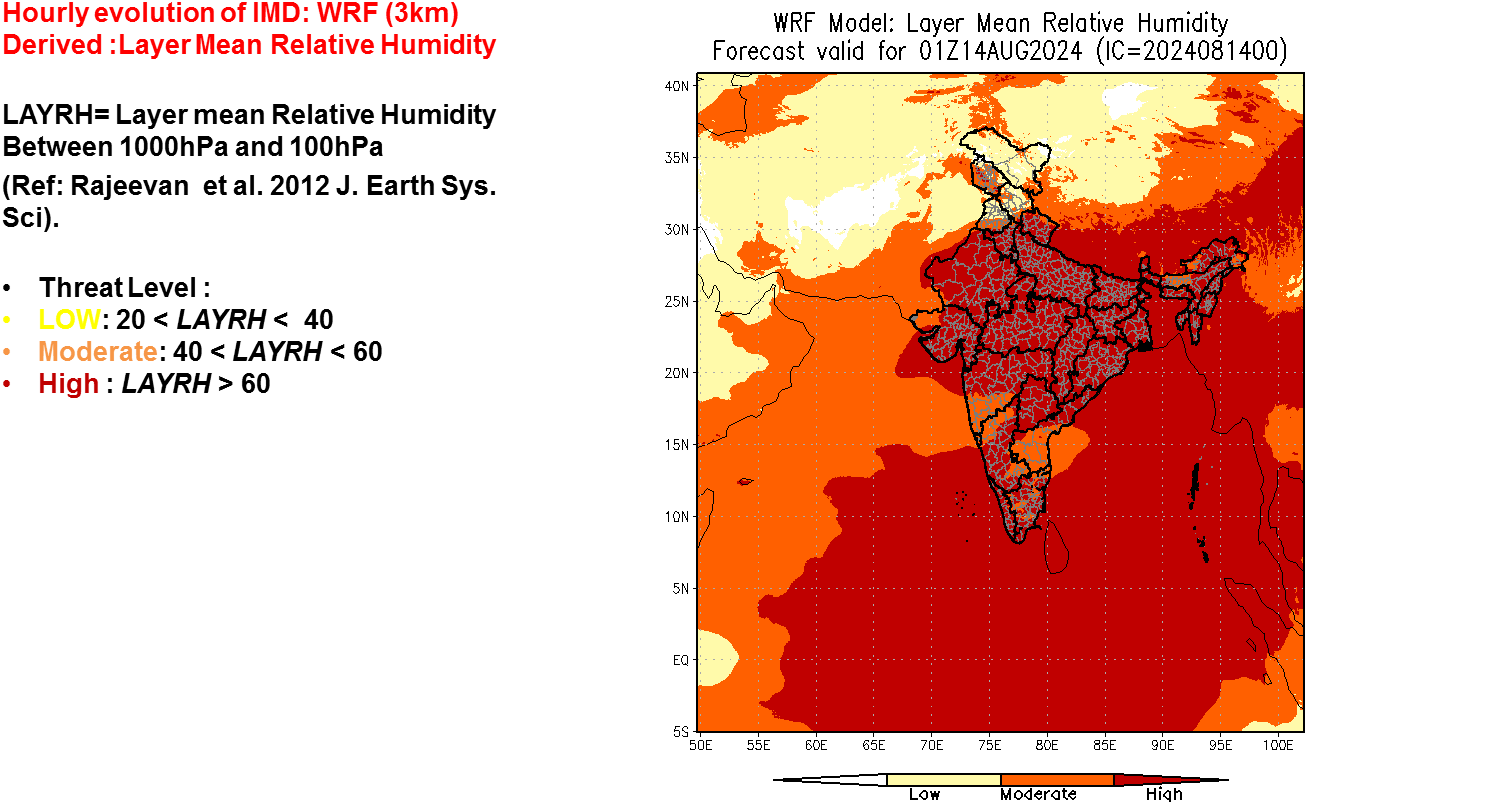 Hourly evolution of IMD: WRF (3km)
Derived :Layer Mean Relative Humidity
LAYRH= Layer mean Relative Humidity
Between 1000hPa and 100hPa
(Ref: Rajeevan et al. 2012 J. Earth Sys.
Sci).
• Threat Level :
• LOW: 20 < LAYRH < 40
• Moderate: 40 < LAYRH < 60
• High : LAYRH > 60
WRF Model: Layer Mean Relative Humidity
Forecast valid for 01Z14AUG2024 (IC=2024081400)
40N
35N
30N
25N
20N
15N
10N
5N
EQ
5S
50E 55E 60E 65E 70E 75E 80E 85E 90E 95E 100E
Low Moderate High